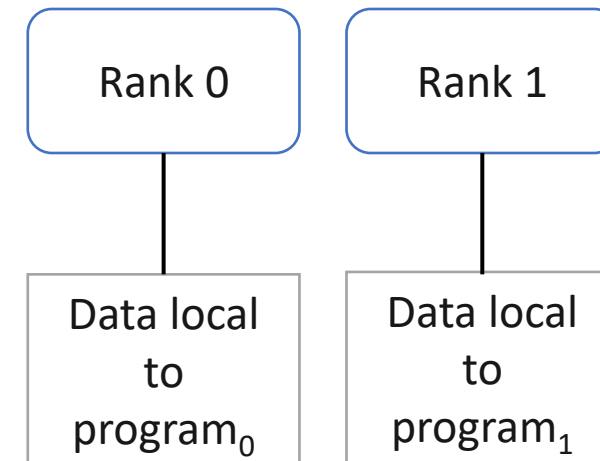 Rank 0
Rank 1
Data local
to
program₀
Data local
to
program₁